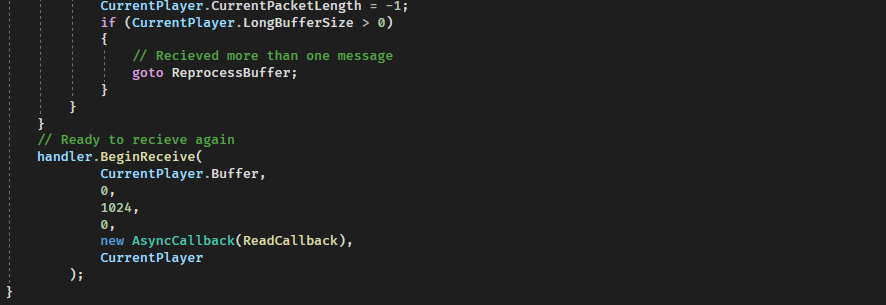 CurrentPlayer.CurrentPacketLength = -1;
if (CurrentPlayer.LongBufferSize > 0)
{
// Recieved more than one message
goto ReprocessBuffer;
}
}
}
// Ready to recieve again
handler.BeginReceive(
CurrentPlayer.Buffer,
0,
1024,
0,
new AsyncCallback(ReadCallback),
CurrentPlayer
);
}